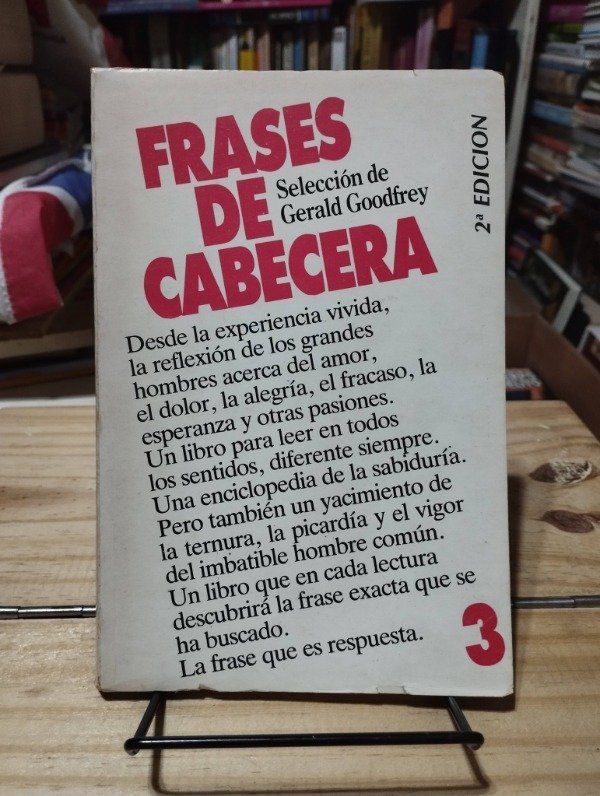 FRASES
DE
CABECERA
Selección de
Gerald Goodfrey
2ª EDICION
Desde la experiencia vivida,
la reflexión de los grandes
hombres acerca del amor,
el dolor, la alegría, el fracaso, la
esperanza y otras pasiones.
Un libro para leer en todos
los sentidos, diferente siempre.
Una enciclopedia de la sabiduría.
Pero también un yacimiento de
la ternura, la picardía y el vigor
del imbatible hombre común.
Un libro que en cada lectura
descubrirá la frase exacta que se
ha buscado.
La frase que es respuesta.
3